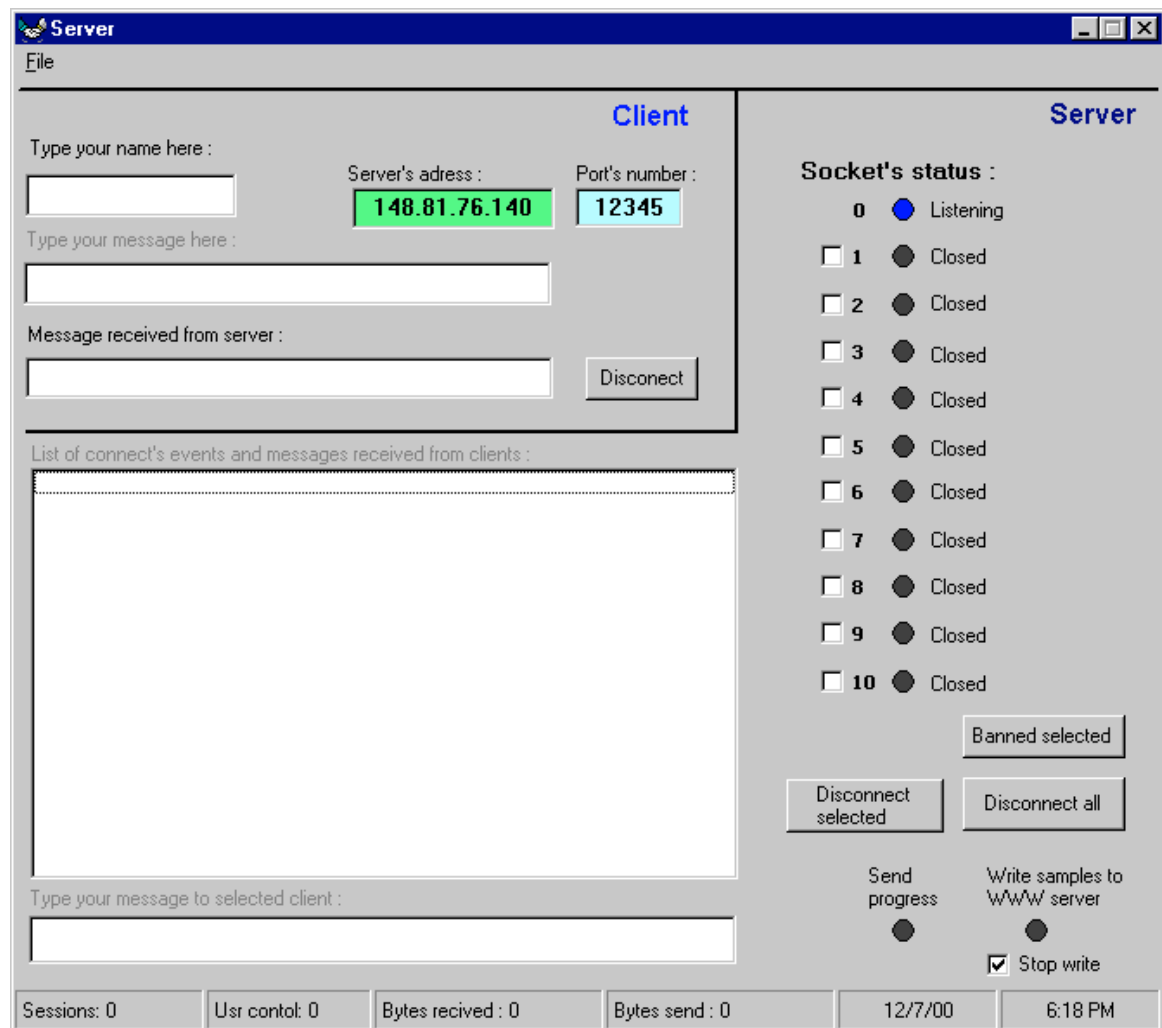 Server
File
Client
Type your name here :
Server's adress :
Port's number :
148.81.76.140
12345
Type your message here :
Message received from server :
Disconect
List of connect's events and messages received from clients :
Type your message to selected client :
Server
Socket's status :
0 Listening
1 Closed
2 Closed
3 Closed
4 Closed
5 Closed
6 Closed
7 Closed
8 Closed
9 Closed
10 Closed
Banned selected
Disconnect
selected
Disconnect all
Send
progress
Write samples to
WWW server
Stop write
Sessions: 0
Usr contol: 0
Bytes recived : 0
Bytes send : 0
12/7/00
6:18 PM